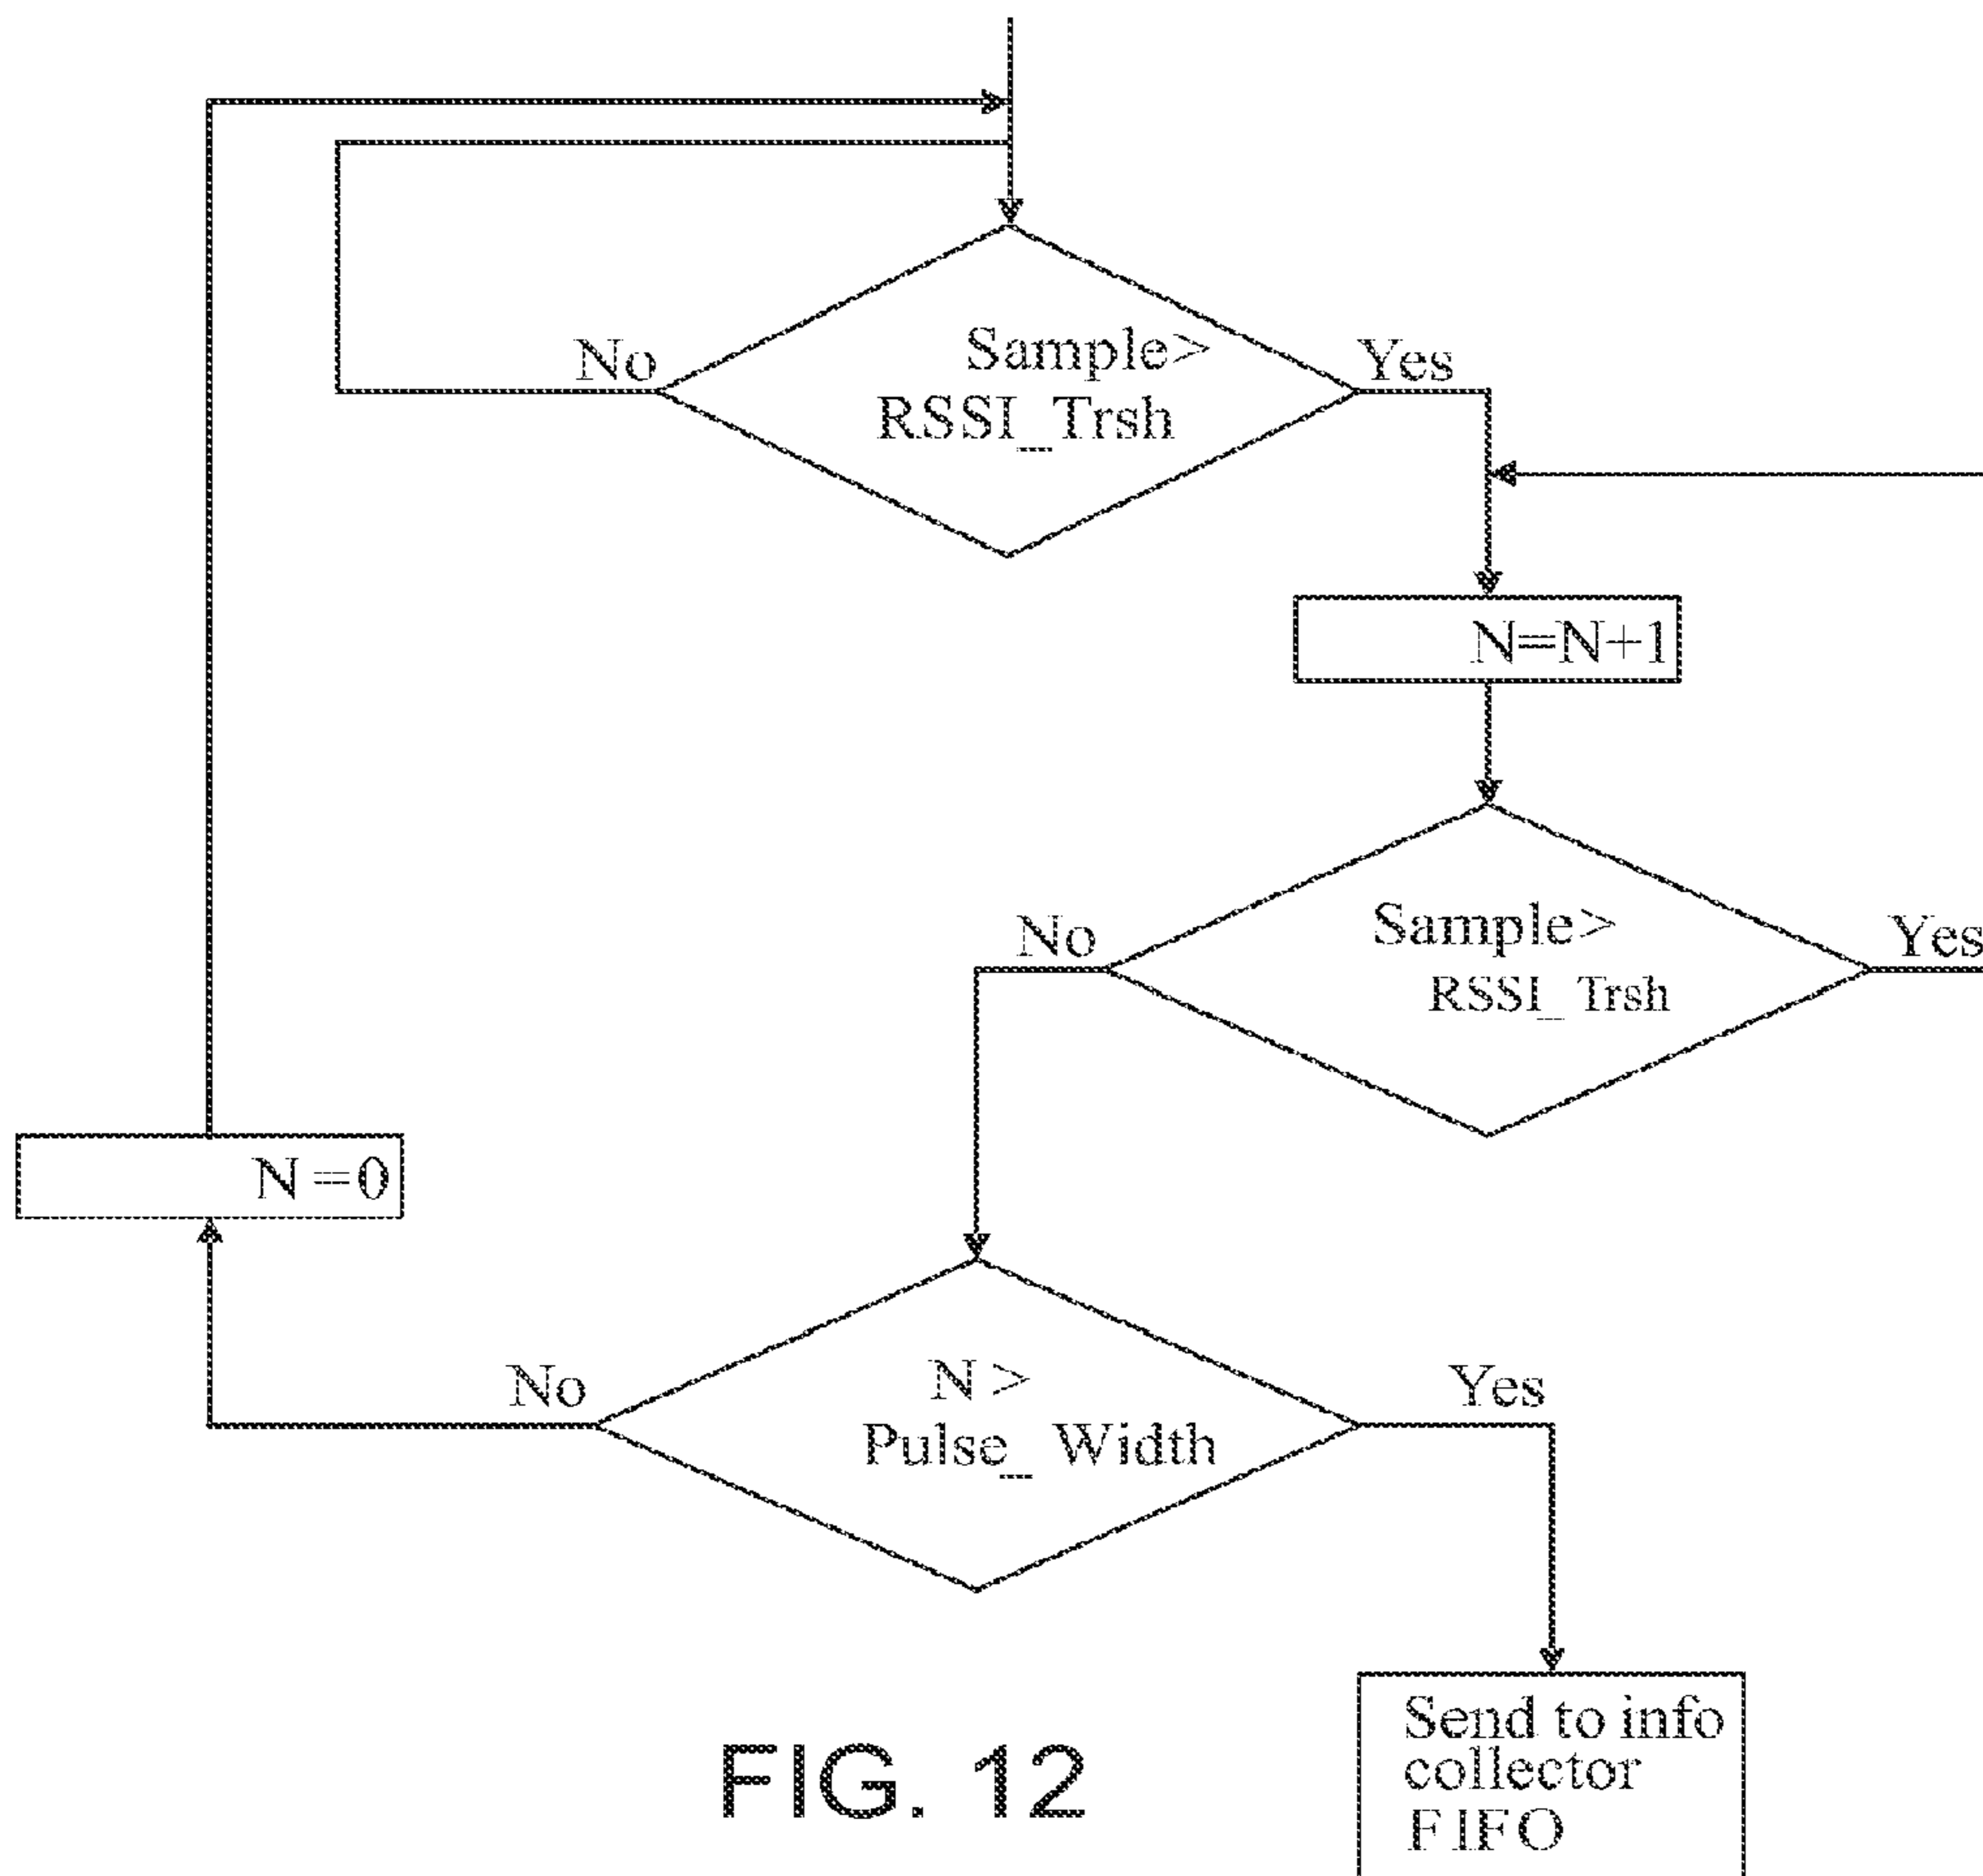 No
Sample>
RSSI_Trsh
Yes
N=N+1
No
Sample>
RSSI_Trsh
Yes
N=0
No
N >
Pulse_Width
Yes
Send to info
collector
FIFO
FIG. 12